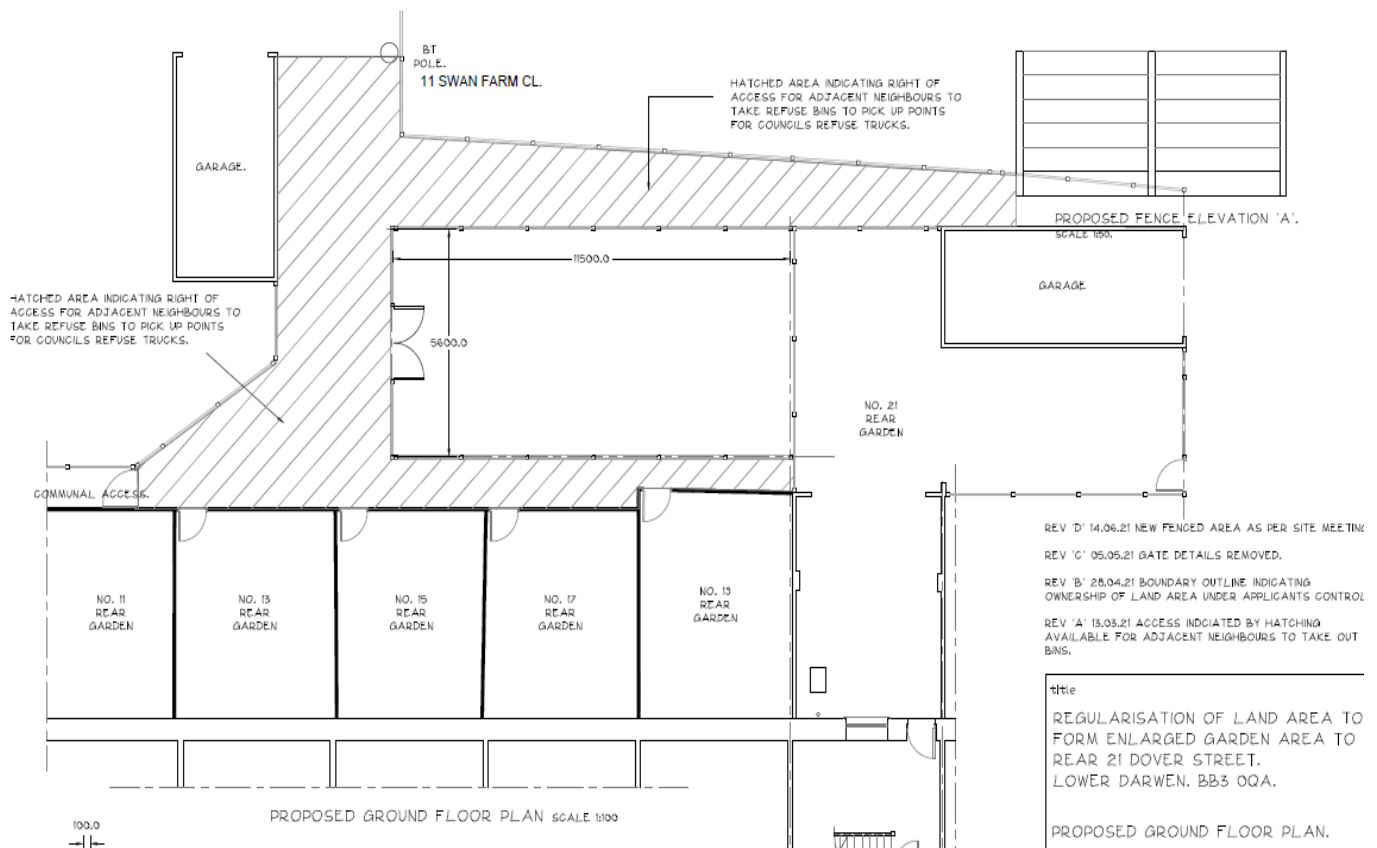 BT
POLE.
11 SWAN FARM CL.
HATCHED AREA INDICATING RIGHT OF
ACCESS FOR ADJACENT NEIGHBOURS TO
TAKE REFUSE BINS TO PICK UP POINTS
FOR COUNCILS REFUSE TRUCKS.
GARAGE.
PROPOSED FENCE ELEVATION 'A'.
SCALE 1:50.
11500.0
GARAGE
HATCHED AREA INDICATING RIGHT OF
ACCESS FOR ADJACENT NEIGHBOURS TO
TAKE REFUSE BINS TO PICK UP POINTS
FOR COUNCILS REFUSE TRUCKS.
5600.0
NO. 21
REAR
GARDEN
COMMUNAL ACCESS.
NO. 11
REAR
GARDEN
NO. 13
REAR
GARDEN
NO. 15
REAR
GARDEN
NO. 17
REAR
GARDEN
NO. 19
REAR
GARDEN
REV 'D' 14.06.21 NEW FENCED AREA AS PER SITE MEETING
REV 'C' 05.05.21 GATE DETAILS REMOVED.
REV 'B' 28.04.21 BOUNDARY OUTLINE INDICATING
OWNERSHIP OF LAND AREA UNDER APPLICANTS CONTROL
REV 'A' 13.03.21 ACCESS INDCIATED BY HATCHING
AVAILABLE FOR ADJACENT NEIGHBOURS TO TAKE OUT
BINS.
title
REGULARISATION OF LAND AREA TO
FORM ENLARGED GARDEN AREA TO
REAR 21 DOVER STREET.
LOWER DARWEN. BB3 0QA.
PROPOSED GROUND FLOOR PLAN.
PROPOSED GROUND FLOOR PLAN SCALE 1:100
100.0